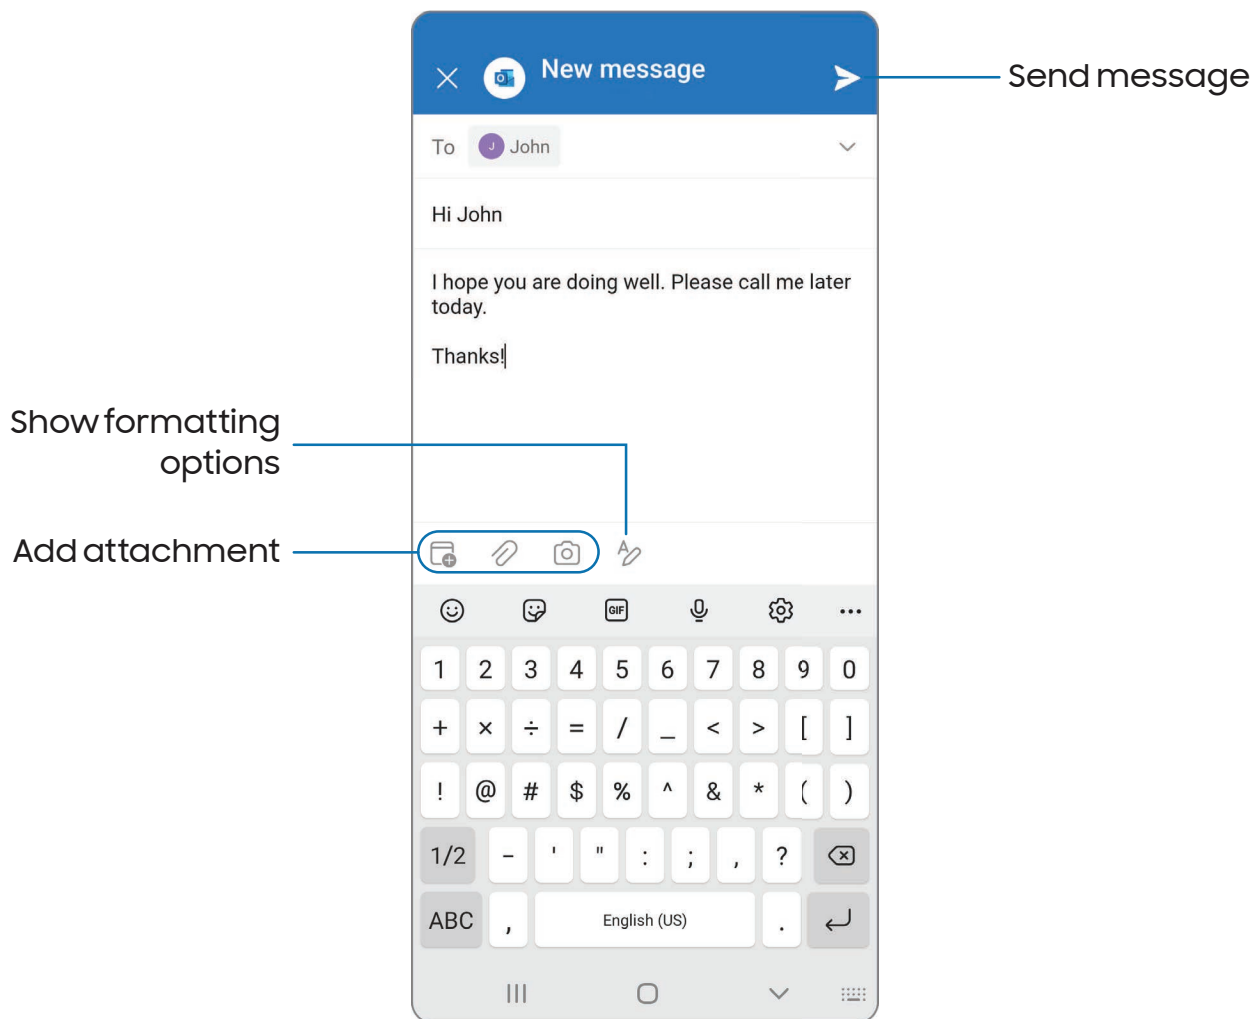 New message
Send message
To J John
Hi John
I hope you are doing well. Please call me later
today.
Thanks!
Show formatting
options
Add attachment
GIF
1 2 3 4 5 6 7 8 9 0
+ × ÷ = / _ < > [ ]
! @ # $ % ^ & * ( )
1/2 - ' " : ; , ?
ABC , English (US) .